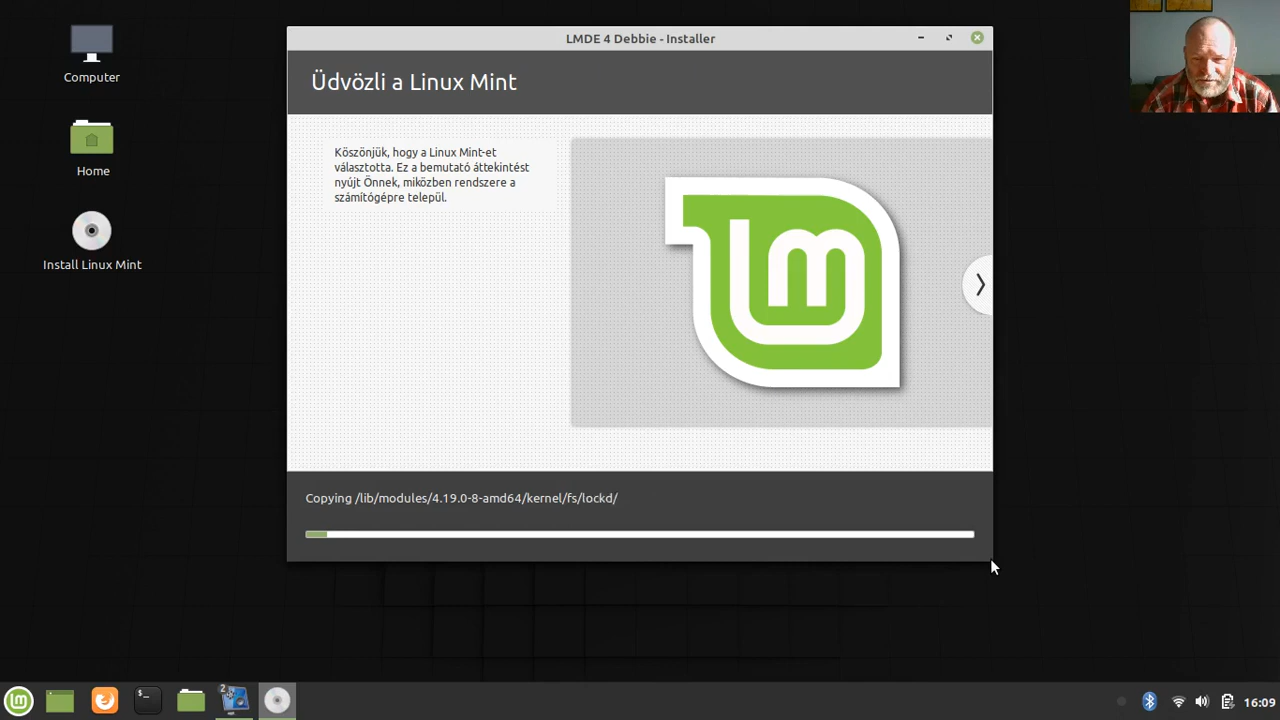 LMDE 4 Debbie - Installer
Üdvözli a Linux Mint
Köszönjük, hogy a Linux Mint-et
választotta. Ez a bemutató áttekintést
nyújt Önnek, miközben rendszere a
számítógépre települ.
Copying /lib/modules/4.19.0-8-amd64/kernel/fs/lockd/
Computer
Home
Install Linux Mint
2
16:09